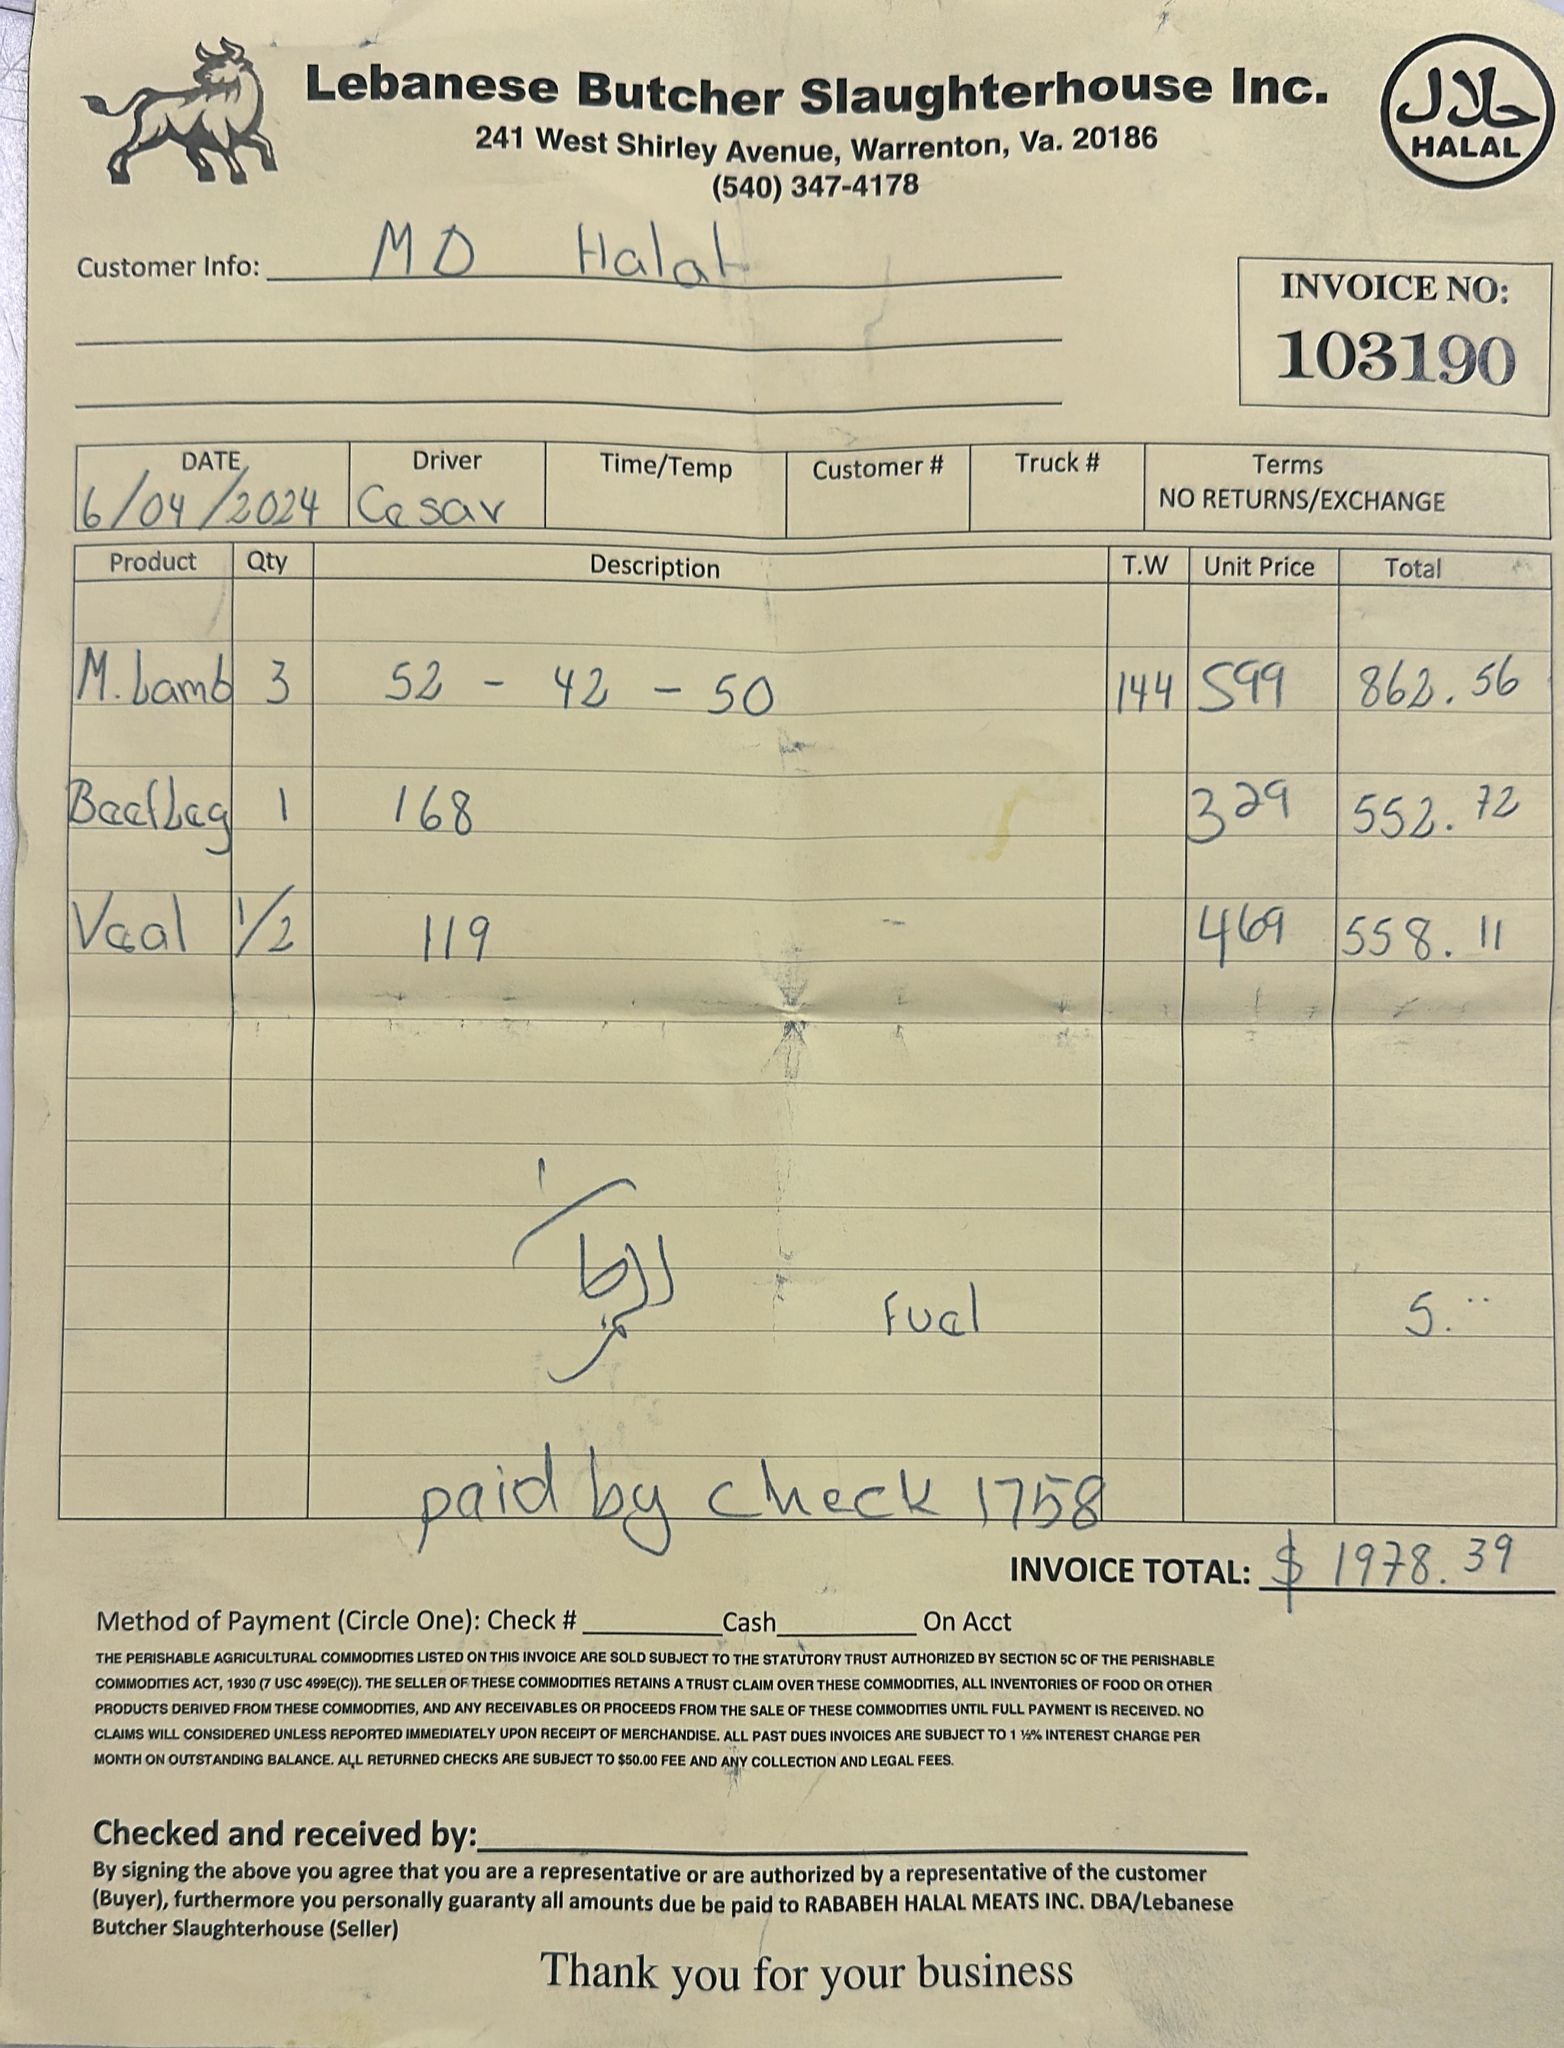 Lebanese Butcher Slaughterhouse Inc.
حلال
HALAL
241 West Shirley Avenue, Warrenton, Va. 20186
(540) 347-4178
Customer Info: MD Halal
INVOICE NO:
103190
DATE Driver Time/Temp Customer # Truck # Terms
6/04/2024 Cesar NO RETURNS/EXCHANGE
Product Qty Description T.W Unit Price Total
M. Lamb 3 52 - 42 - 50 144 599 862.56
BeefLeg 1 168 329 552.72
Veal 1/2 119 469 558.11
Fuel 5.
paid by check 1758
INVOICE TOTAL: $ 1978.39
Method of Payment (Circle One): Check # Cash On Acct
THE PERISHABLE AGRICULTURAL COMMODITIES LISTED ON THIS INVOICE ARE SOLD SUBJECT TO THE STATUTORY TRUST AUTHORIZED BY SECTION 5C OF THE PERISHABLE
COMMODITIES ACT, 1930 (7 USC 499E(C)). THE SELLER OF THESE COMMODITIES RETAINS A TRUST CLAIM OVER THESE COMMODITIES, ALL INVENTORIES OF FOOD OR OTHER
PRODUCTS DERIVED FROM THESE COMMODITIES, AND ANY RECEIVABLES OR PROCEEDS FROM THE SALE OF THESE COMMODITIES UNTIL FULL PAYMENT IS RECEIVED. NO
CLAIMS WILL CONSIDERED UNLESS REPORTED IMMEDIATELY UPON RECEIPT OF MERCHANDISE. ALL PAST DUES INVOICES ARE SUBJECT TO 1 ½% INTEREST CHARGE PER
MONTH ON OUTSTANDING BALANCE. ALL RETURNED CHECKS ARE SUBJECT TO $50.00 FEE AND ANY COLLECTION AND LEGAL FEES.
Checked and received by:
By signing the above you agree that you are a representative or are authorized by a representative of the customer
(Buyer), furthermore you personally guaranty all amounts due be paid to RABABEH HALAL MEATS INC. DBA/Lebanese
Butcher Slaughterhouse (Seller)
Thank you for your business